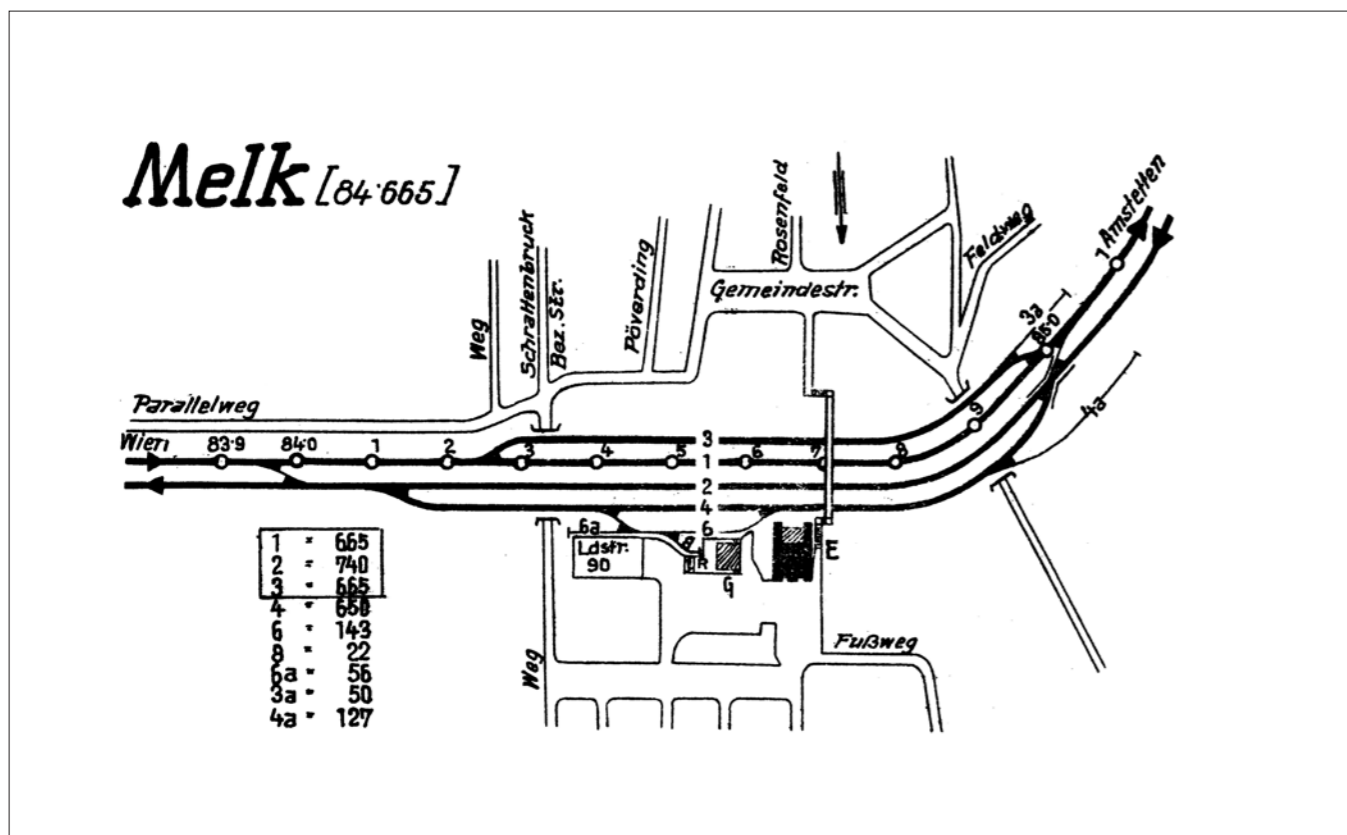 Melk [84·665]
Weg
Schrattenbruck
Bez.Str.
Pöverding
Rosenfeld
Gemeindestr.
Feldweg
Amstetten
3a
85·0
1
4a
Parallelweg
Wien
83·9
84·0
1
2
3
4
5
6
7
8
9
3
1
2
4
6
6a
8
Ldstr.
90
R
G
E
Weg
Fußweg
1 " 665
2 " 740
3 " 665
4 " 650
6 " 143
8 " 22
6a " 56
3a " 50
4a " 127